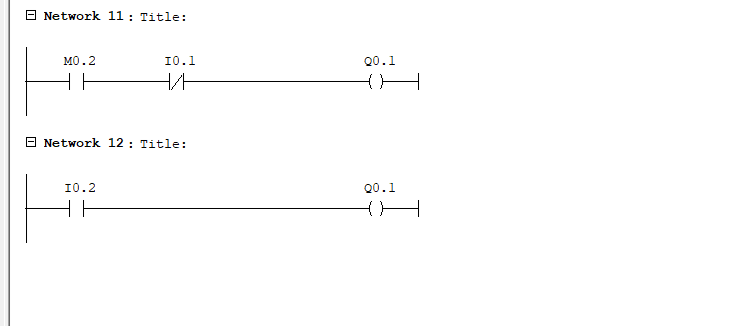 Network 11 : Title:
M0.2 I0.1 Q0.1
Network 12 : Title:
I0.2 Q0.1